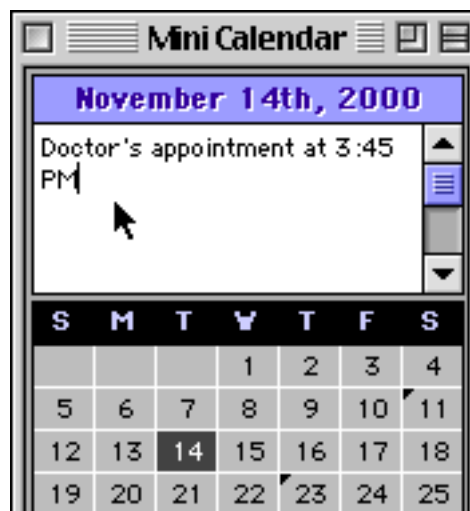 Mini Calendar
November 14th, 2000
Doctor's appointment at 3:45
PM
S M T W T F S
1 2 3 4
5 6 7 8 9 10 11
12 13 14 15 16 17 18
19 20 21 22 23 24 25